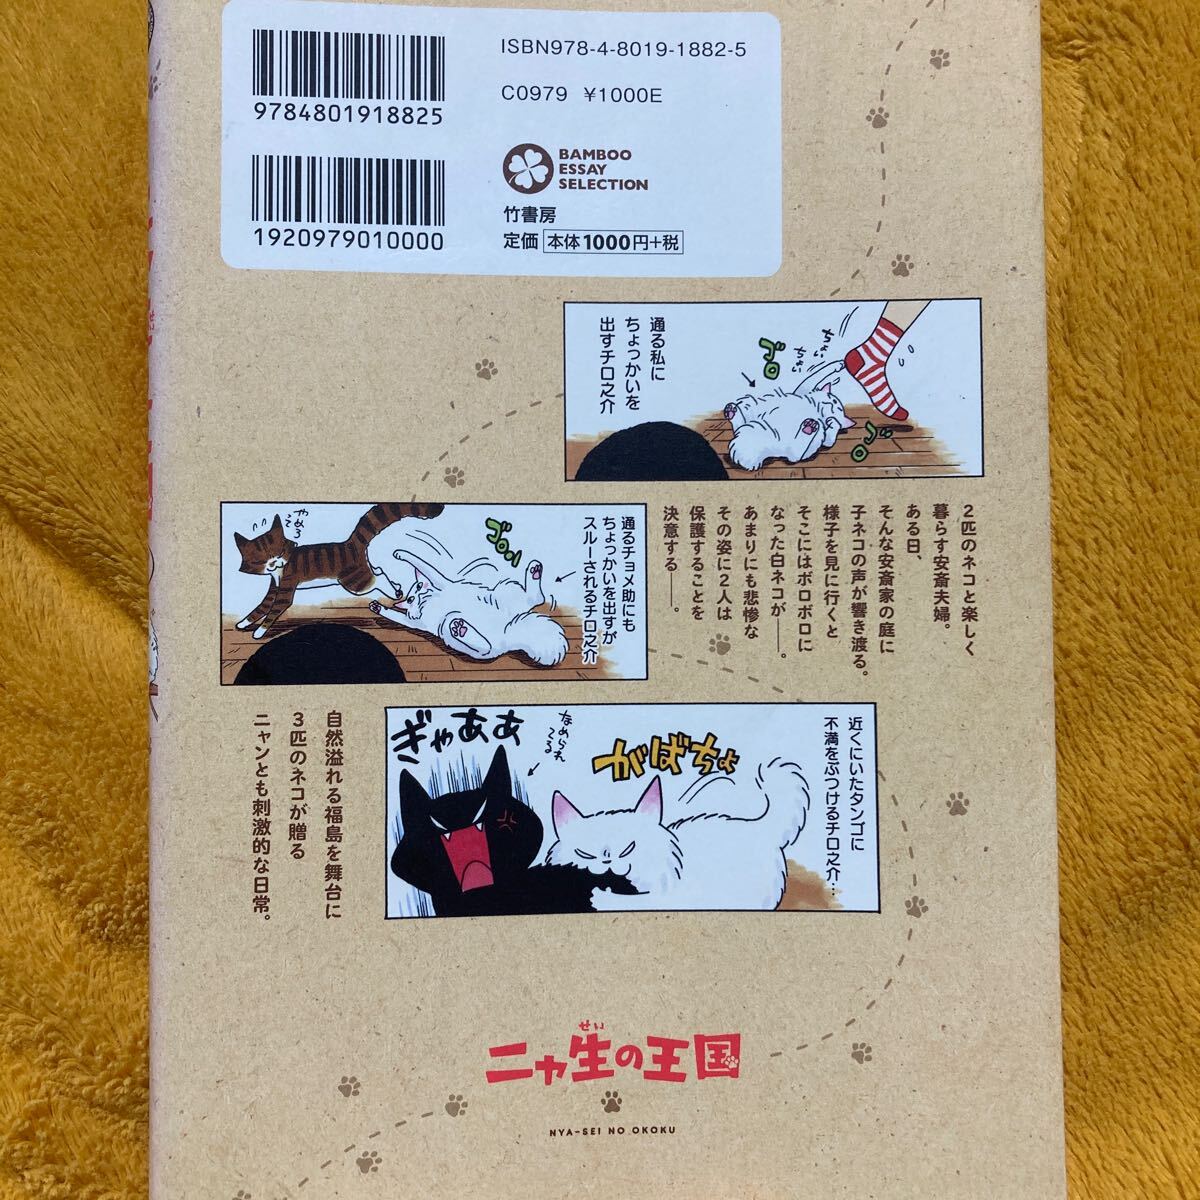 9784801918825
1920979010000
ISBN978-4-8019-1882-5
C0979 ¥1000E
BAMBOO
ESSAY
SELECTION
竹書房
定価 本体1000円+税
通る私に
ちょっかいを
出すチロ之介
ちょい
ちょい
ゴロ
ゴロ
2匹のネコと楽しく
暮らす安斎夫婦。
ある日、
そんな安斎家の庭に
子ネコの声が響き渡る。
様子を見に行くと
そこにはボロボロに
なった白ネコが――。
あまりにも悲惨な
その姿に2人は
保護することを
決意する――。
通るチョメ助にも
ちょっかいを出すが
スルーされるチロ之介
ゴロリ
やめろ
って
近くにいたタンゴに
不満をぶつけるチロ之介…
がばちょ
なめられ
てる
ぎゃああ
自然溢れる福島を舞台に
3匹のネコが贈る
ニャンとも刺激的な日常。
せい
ニャ生の王国
NYA-SEI NO OKOKU